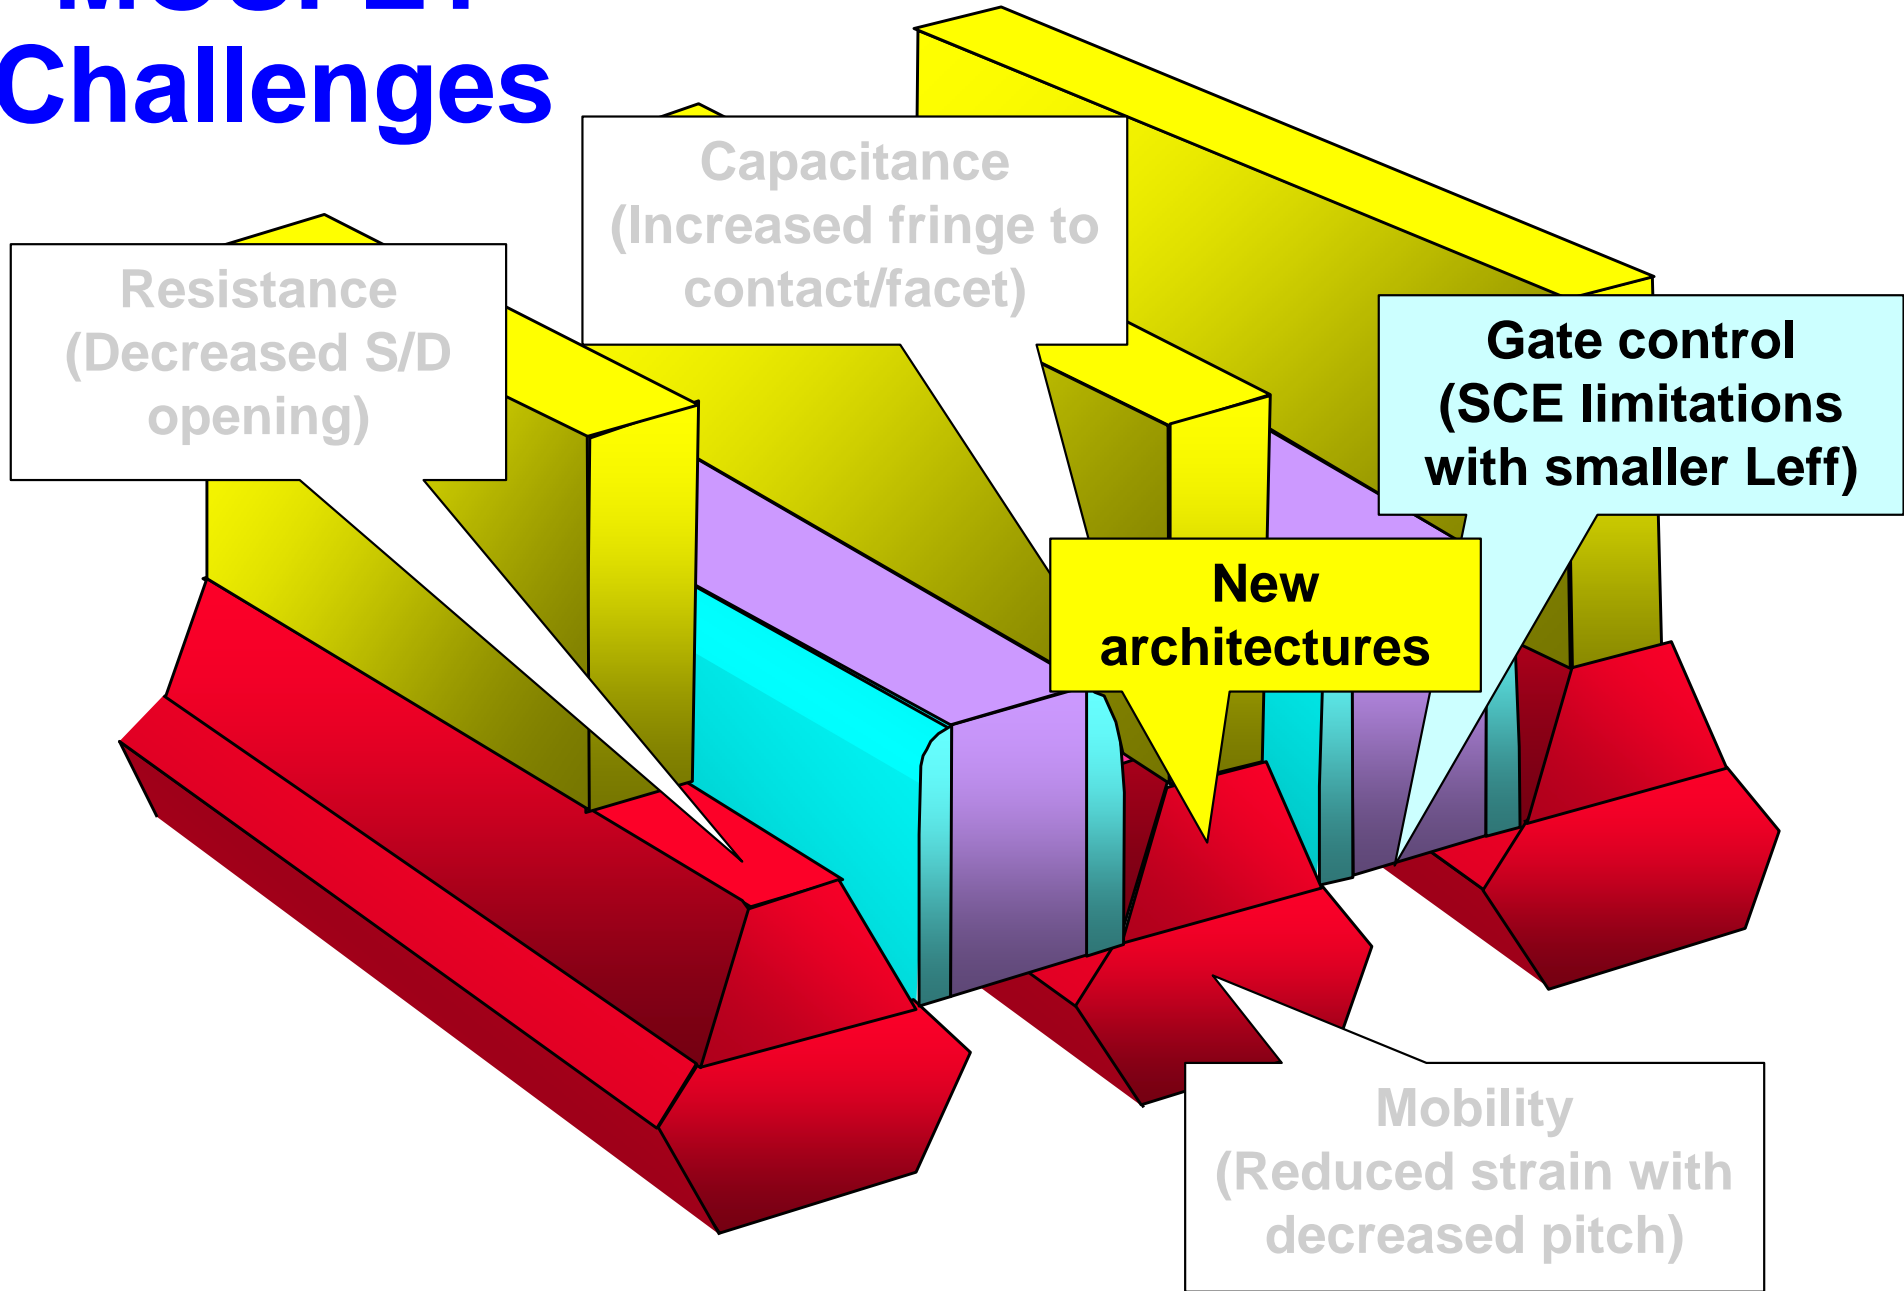 MOSFET
Challenges
Capacitance
(Increased fringe to
contact/facet)
Resistance
(Decreased S/D
opening)
Gate control
(SCE limitations
with smaller Leff)
New
architectures
Mobility
(Reduced strain with
decreased pitch)